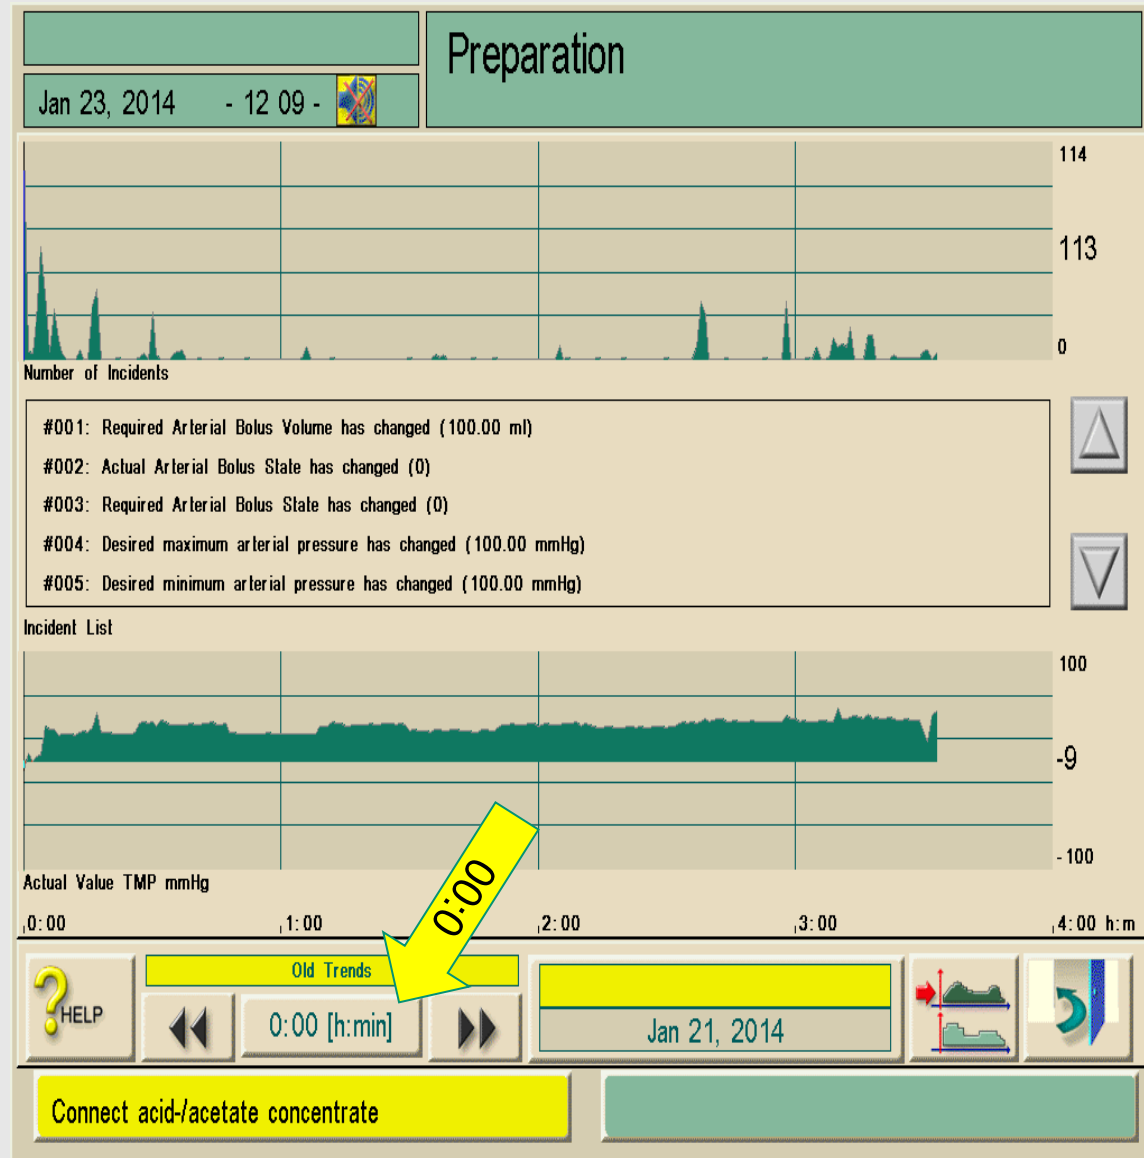 Preparation
Jan 23, 2014 - 12 09 -
114
113
0
Number of Incidents
#001: Required Arterial Bolus Volume has changed (100.00 ml)
#002: Actual Arterial Bolus State has changed (0)
#003: Required Arterial Bolus State has changed (0)
#004: Desired maximum arterial pressure has changed (100.00 mmHg)
#005: Desired minimum arterial pressure has changed (100.00 mmHg)
Incident List
100
-9
-100
Actual Value TMP mmHg
0:00
0:00 1:00 2:00 3:00 4:00 h:m
HELP
Old Trends
0:00 [h:min]
Jan 21, 2014
Connect acid-/acetate concentrate